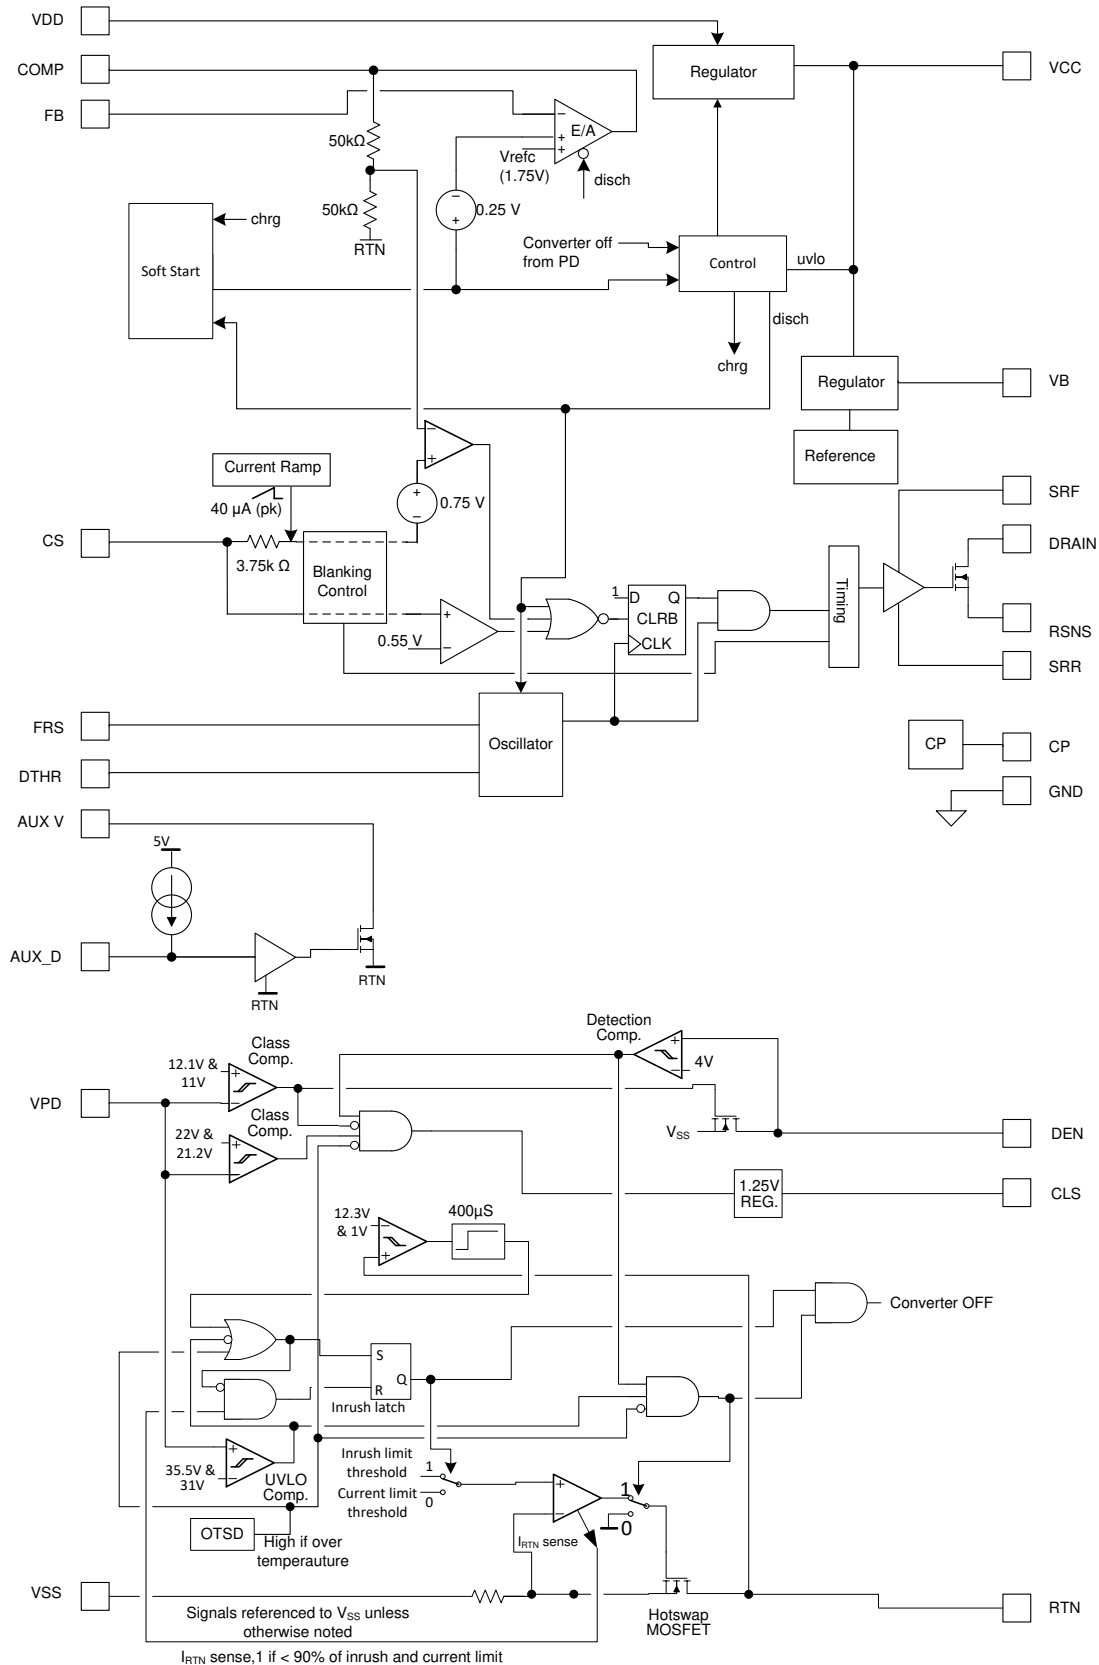 VDD
Regulator
VCC
COMP
FB
50kΩ
E/A
−
+
+
Vrefc
(1.75V)
disch
50kΩ
−
+
0.25 V
RTN
chrg
Soft Start
Converter off
from PD
Control
uvlo
disch
chrg
Regulator
VB
Reference
−
+
Current Ramp
40 µA (pk)
+
−
0.75 V
SRF
CS
3.75k Ω
DRAIN
Blanking
Control
Timing
1
D
Q
CLRB
CLK
+
−
0.55 V
RSNS
SRR
FRS
Oscillator
CP
CP
DTHR
GND
AUX V
5V
AUX_D
RTN
RTN
Detection
Comp.
+
−
4V
Class
Comp.
12.1V &
11V
+
−
VPD
Class
Comp.
22V &
21.2V
+
−
VSS
DEN
1.25V
REG.
CLS
12.3V
& 1V
−
+
400µS
Converter OFF
S
Q
R
Inrush latch
+
−
35.5V &
31V
UVLO
Comp.
Inrush limit
threshold
1
Current limit
threshold
0
+
−
1
0
OTSD
High if over
temperauture
IRTN sense
VSS
RTN
Signals referenced to VSS unless
otherwise noted
Hotswap
MOSFET
IRTN sense,1 if < 90% of inrush and current limit